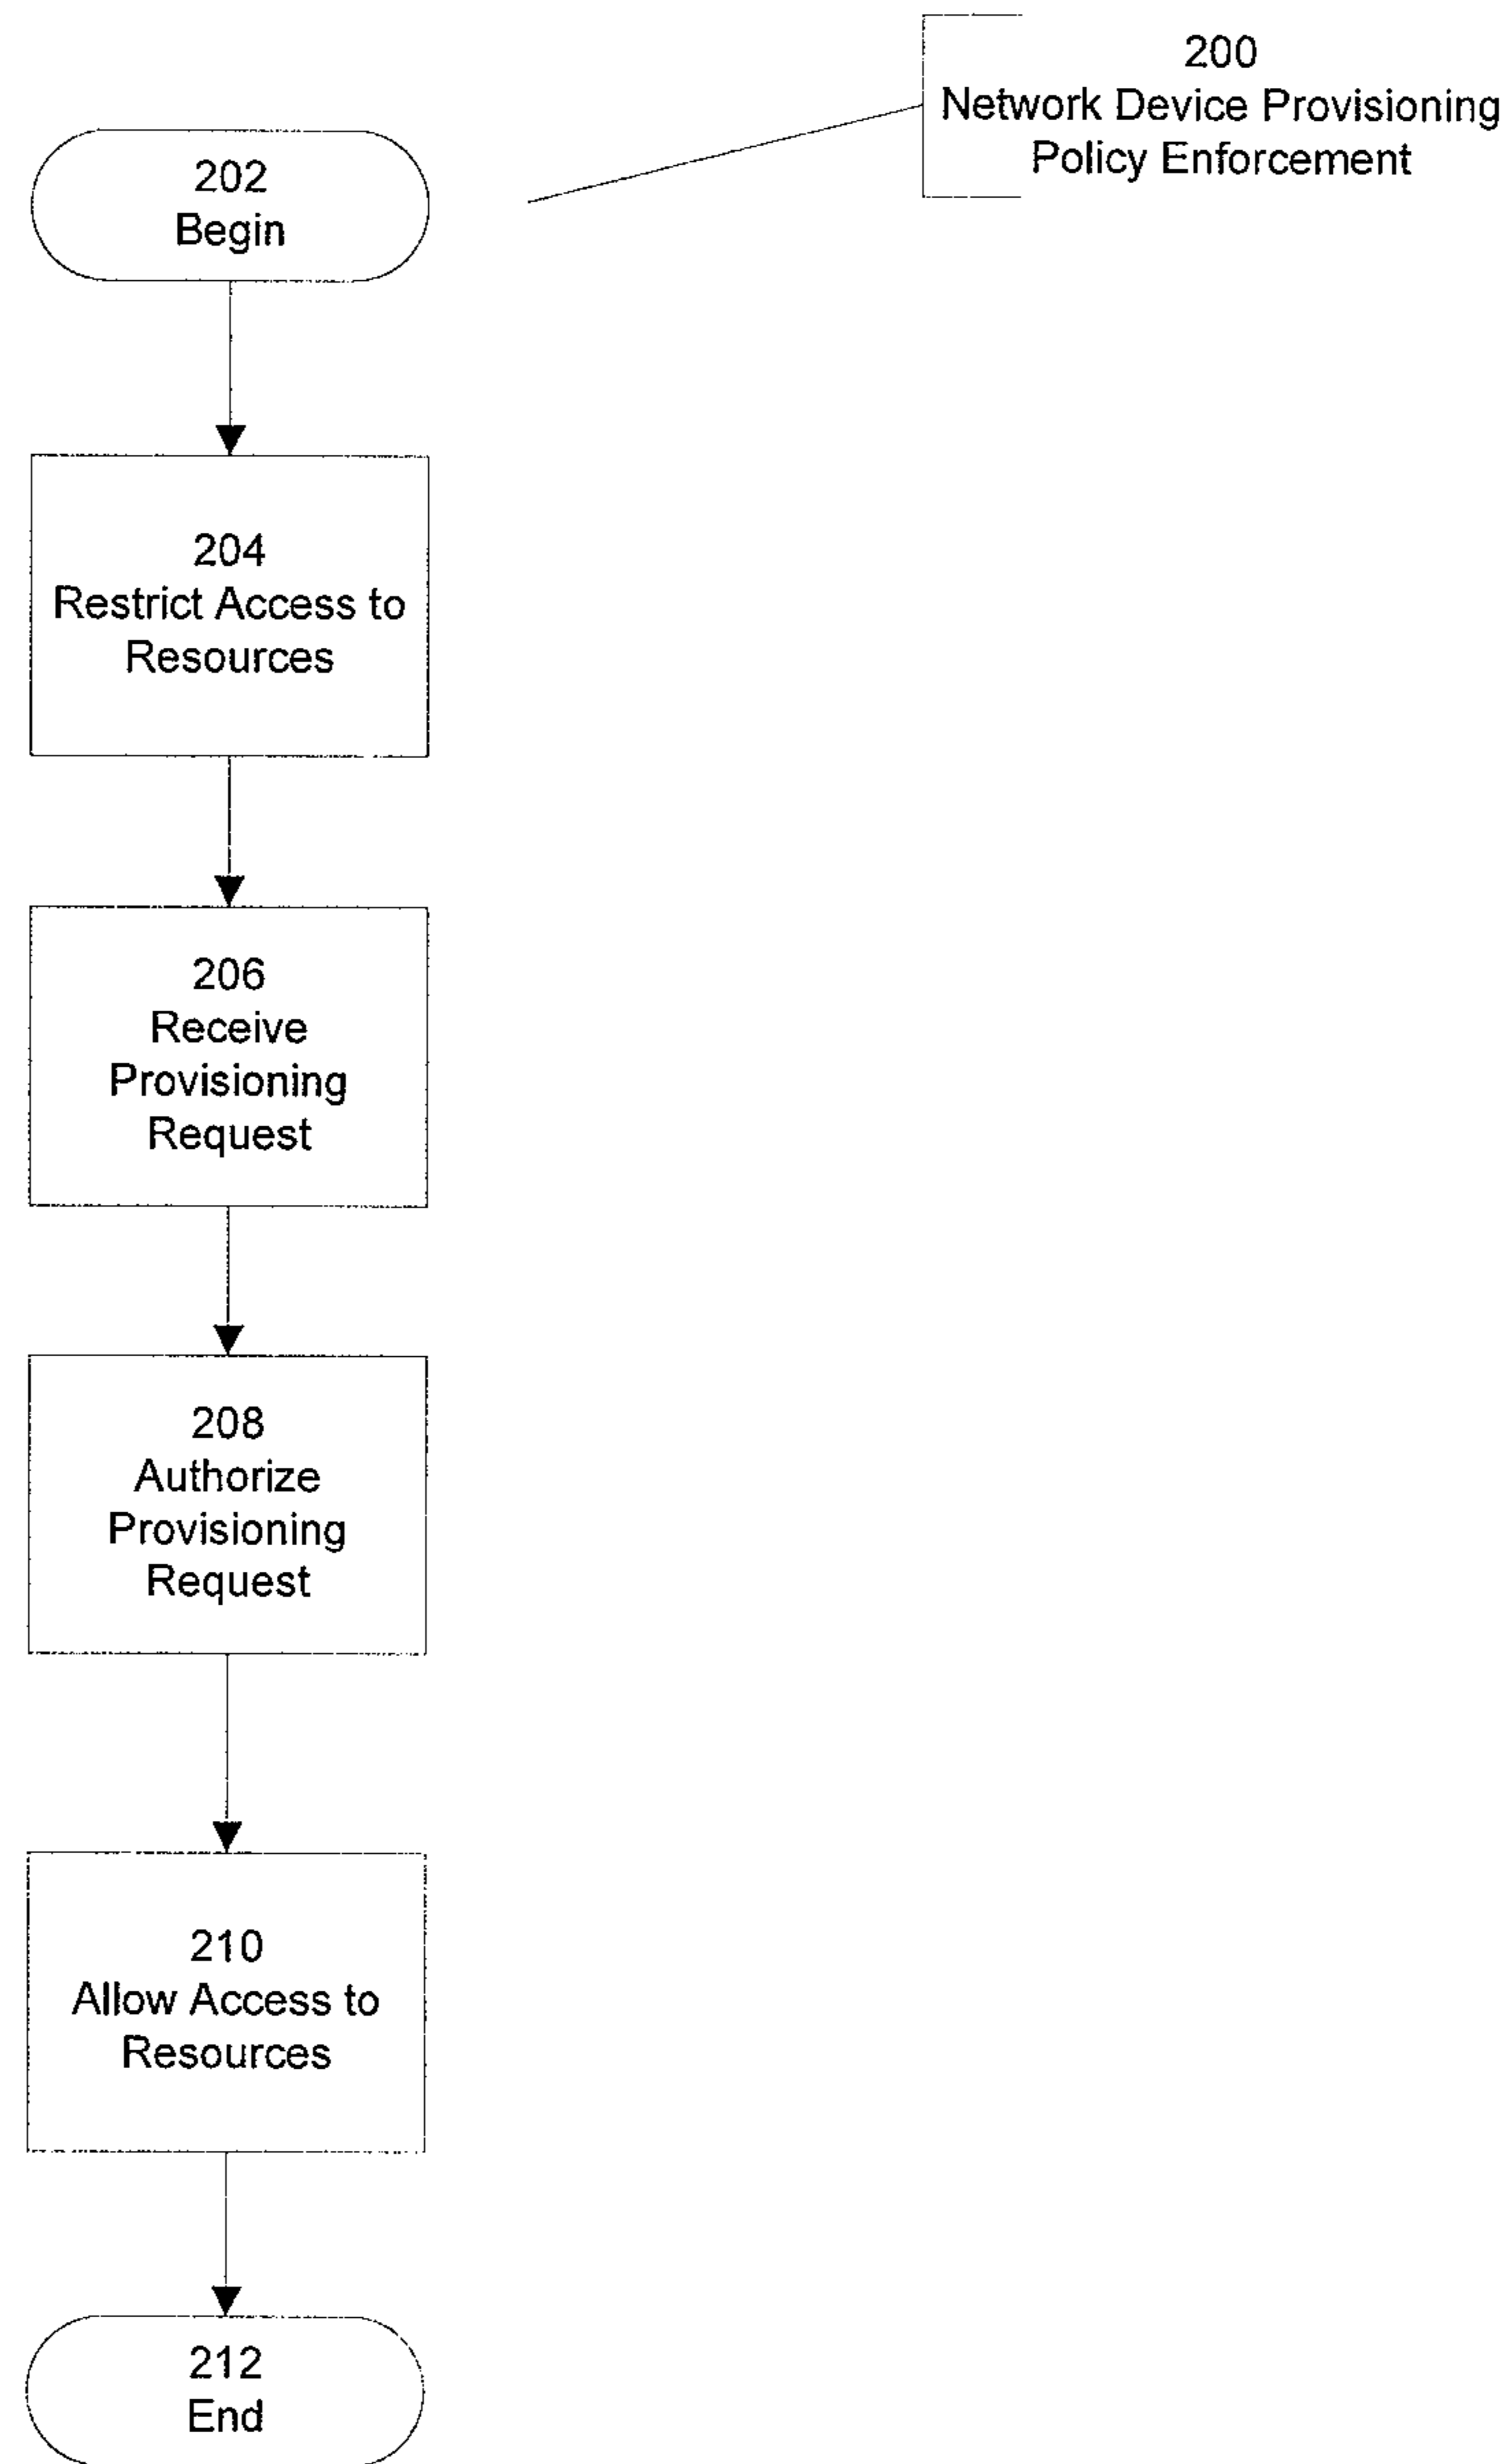 200
Network Device Provisioning
Policy Enforcement
202
Begin
204
Restrict Access to
Resources
206
Receive
Provisioning
Request
208
Authorize
Provisioning
Request
210
Allow Access to
Resources
212
End